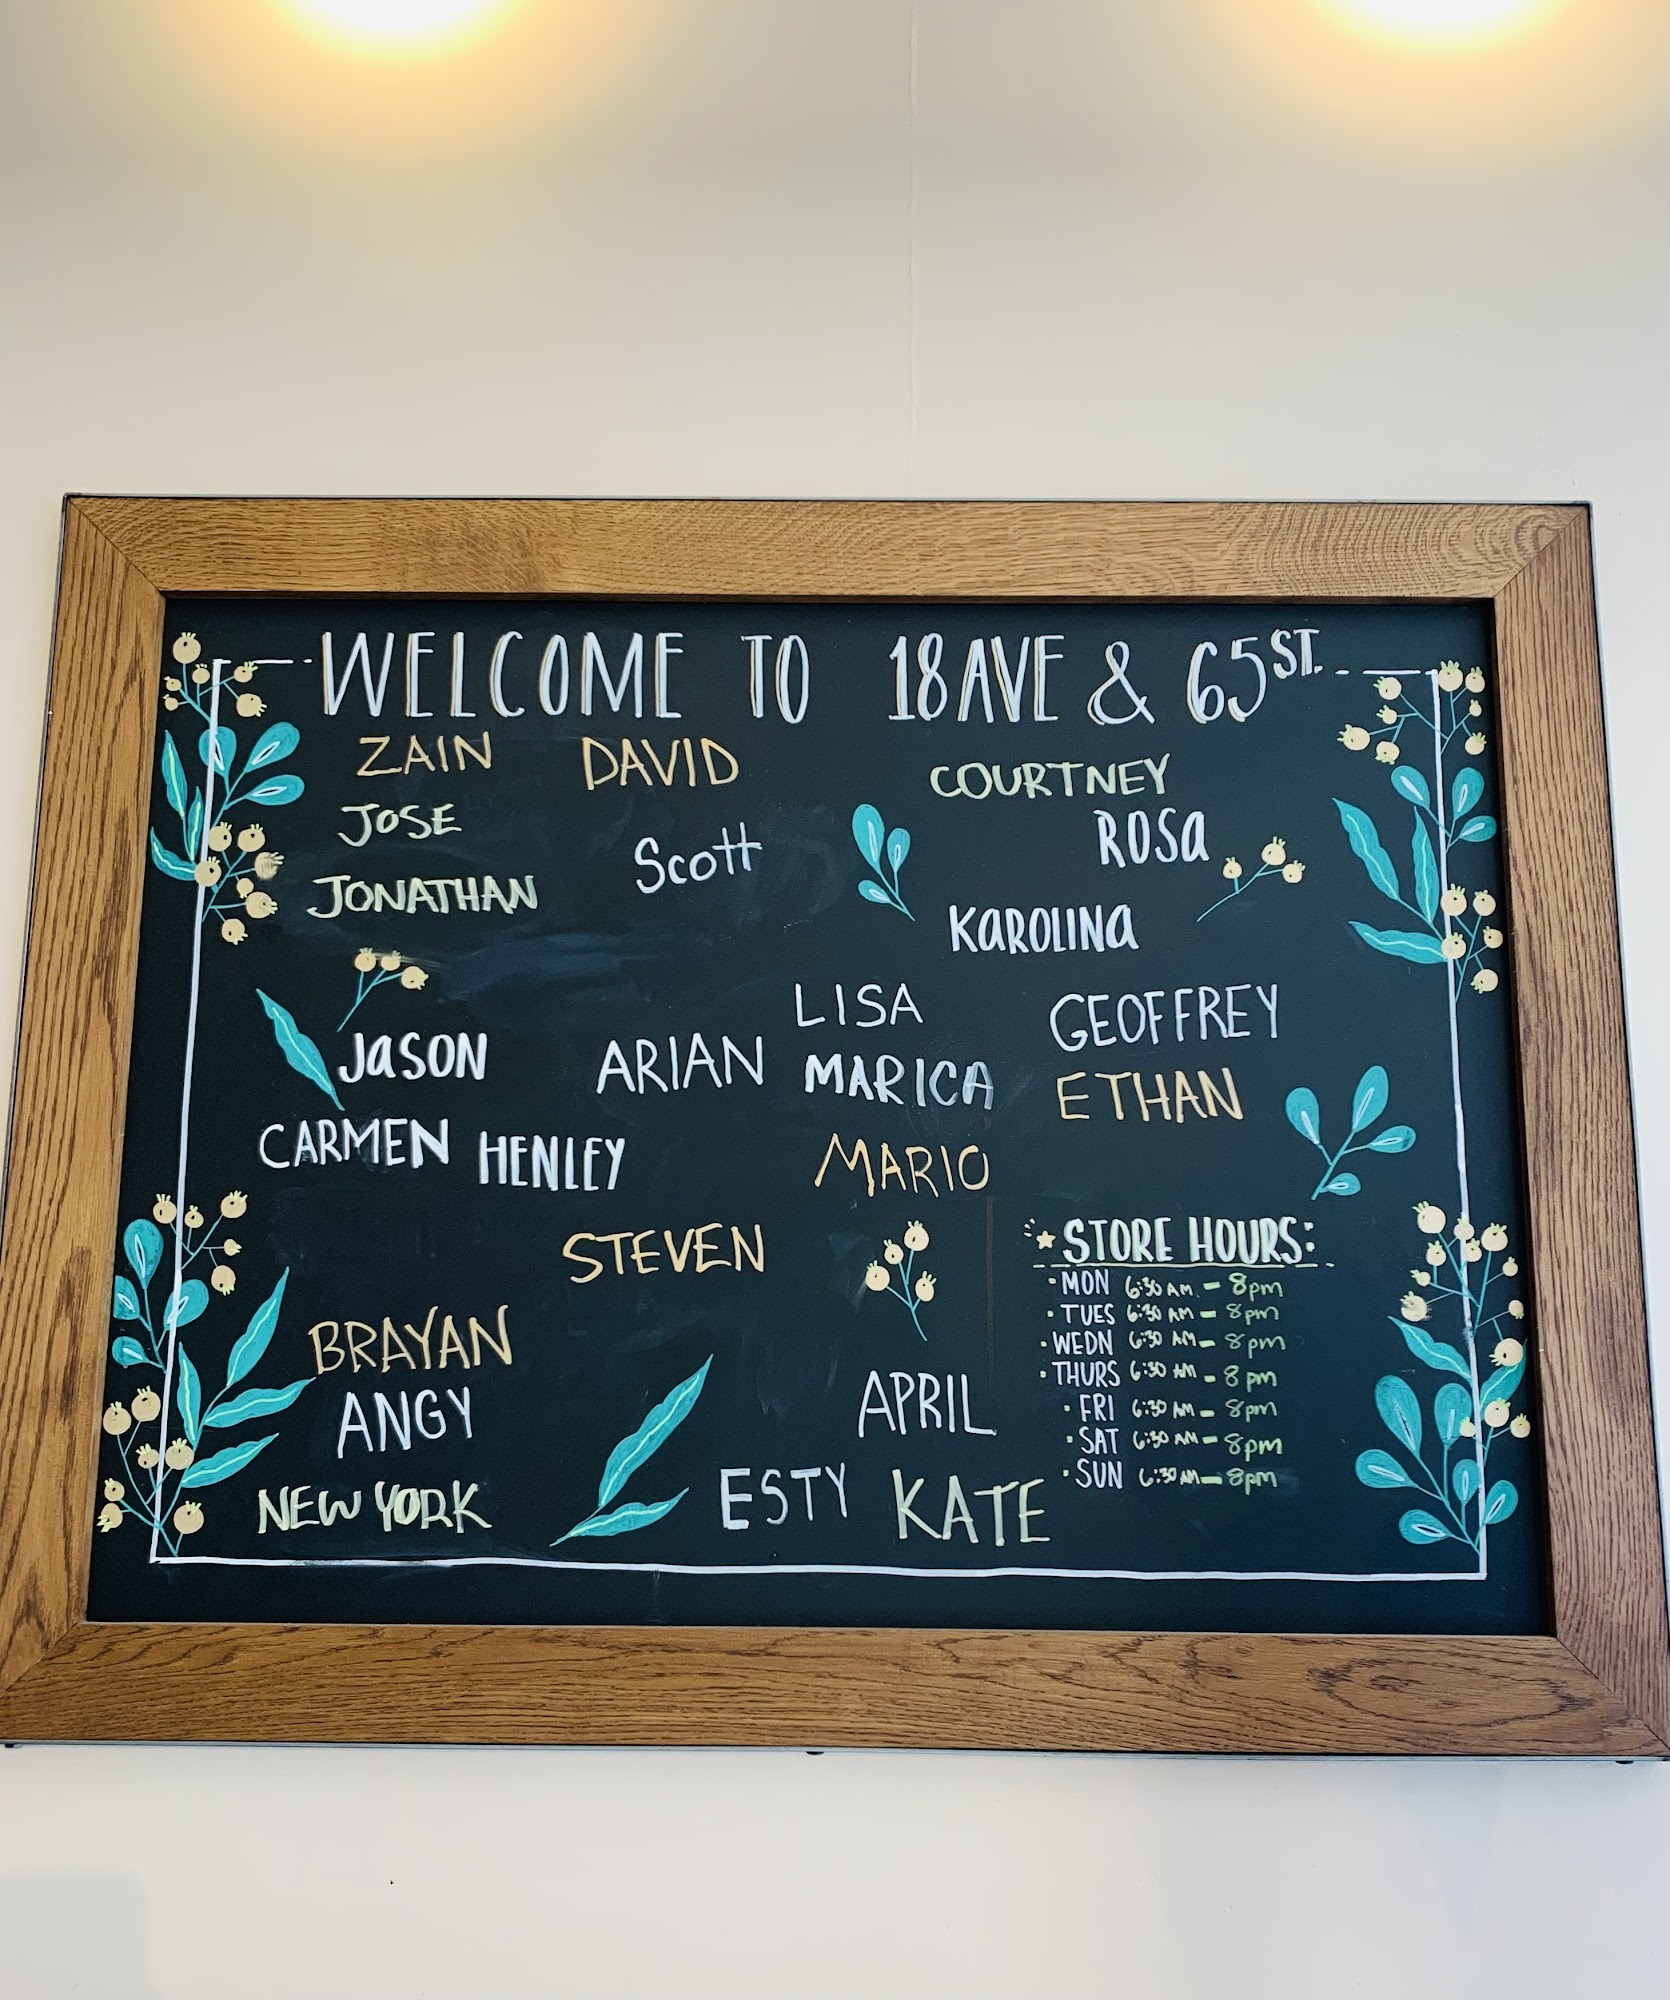 WELCOME TO 18 AVE & 65ST.
ZAIN DAVID COURTNEY
JOSE Scott ROSa
JONATHAN KaROLINa
LISA GEOFFREY
JaSON ARIAN MARICA ETHAN
CARMEN HENLEY MARIO
STEVEN
BRAYAN
ANGY APRIL
NEW YORK ESTY KATE
STORE HOURS:
• MON 6:30 AM. - 8pm
• TUES 6:30 AM - 8pm
• WEDN 6:30 AM - 8pm
• THURS 6:30 AM - 8pm
• FRI 6:30 AM - 8pm
• SAT 6:30 AM - 8pm
• SUN 6:30 AM - 8pm